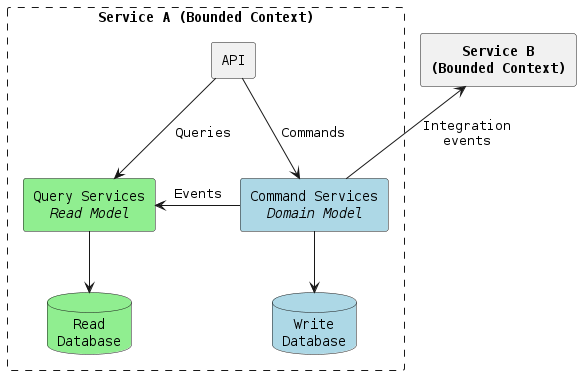 Service A (Bounded Context)
API
Service B
(Bounded Context)
Queries
Commands
Integration
events
Query Services
Read Model
Events
Command Services
Domain Model
Read
Database
Write
Database